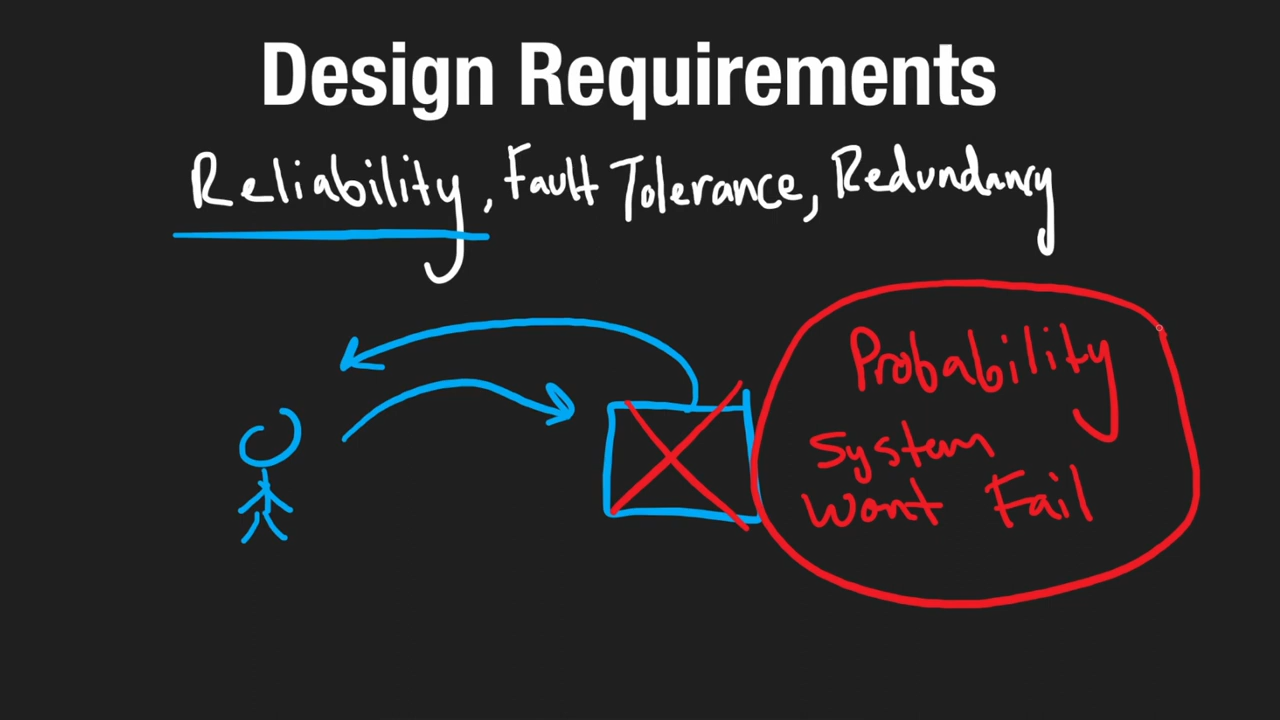 Design Requirements
Reliability, Fault Tolerance, Redundancy
Probability
System
Wont Fail